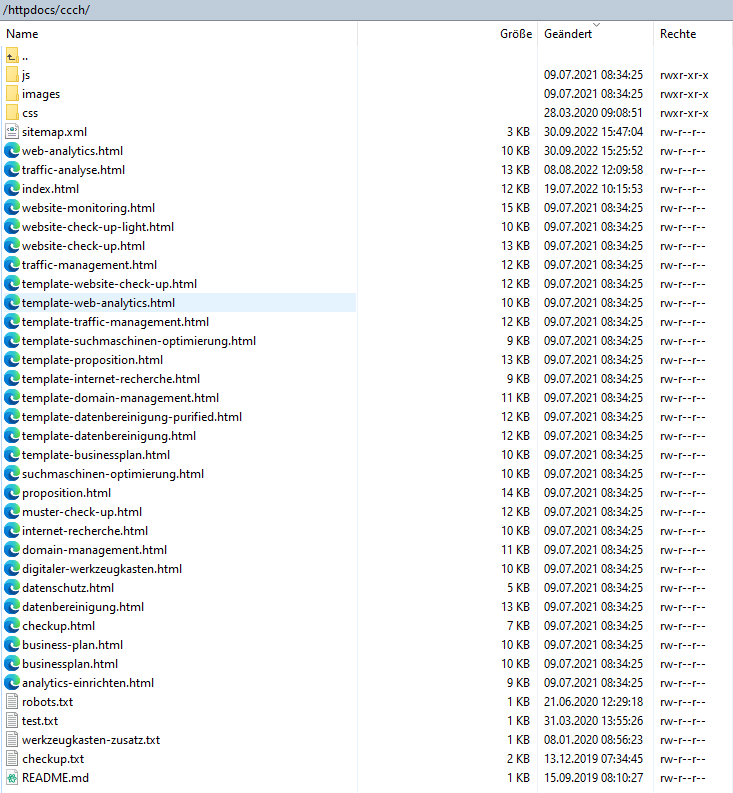 /httpdocs/ccch/
Name Größe Geändert Rechte
..
js 09.07.2021 08:34:25 rwxr-xr-x
images 09.07.2021 08:34:25 rwxr-xr-x
css 28.03.2020 09:08:51 rwxr-xr-x
sitemap.xml 3 KB 30.09.2022 15:47:04 rw-r--r--
web-analytics.html 10 KB 30.09.2022 15:25:52 rw-r--r--
traffic-analyse.html 13 KB 08.08.2022 12:09:58 rw-r--r--
index.html 12 KB 19.07.2022 10:15:53 rw-r--r--
website-monitoring.html 15 KB 09.07.2021 08:34:25 rw-r--r--
website-check-up-light.html 10 KB 09.07.2021 08:34:25 rw-r--r--
website-check-up.html 13 KB 09.07.2021 08:34:25 rw-r--r--
traffic-management.html 12 KB 09.07.2021 08:34:25 rw-r--r--
template-website-check-up.html 12 KB 09.07.2021 08:34:25 rw-r--r--
template-web-analytics.html 10 KB 09.07.2021 08:34:25 rw-r--r--
template-traffic-management.html 12 KB 09.07.2021 08:34:25 rw-r--r--
template-suchmaschinen-optimierung.html 9 KB 09.07.2021 08:34:25 rw-r--r--
template-proposition.html 13 KB 09.07.2021 08:34:25 rw-r--r--
template-internet-recherche.html 9 KB 09.07.2021 08:34:25 rw-r--r--
template-domain-management.html 11 KB 09.07.2021 08:34:25 rw-r--r--
template-datenbereinigung-purified.html 12 KB 09.07.2021 08:34:25 rw-r--r--
template-datenbereinigung.html 12 KB 09.07.2021 08:34:25 rw-r--r--
template-businessplan.html 10 KB 09.07.2021 08:34:25 rw-r--r--
suchmaschinen-optimierung.html 10 KB 09.07.2021 08:34:25 rw-r--r--
proposition.html 14 KB 09.07.2021 08:34:25 rw-r--r--
muster-check-up.html 12 KB 09.07.2021 08:34:25 rw-r--r--
internet-recherche.html 10 KB 09.07.2021 08:34:25 rw-r--r--
domain-management.html 11 KB 09.07.2021 08:34:25 rw-r--r--
digitaler-werkzeugkasten.html 10 KB 09.07.2021 08:34:25 rw-r--r--
datenschutz.html 5 KB 09.07.2021 08:34:25 rw-r--r--
datenbereinigung.html 13 KB 09.07.2021 08:34:25 rw-r--r--
checkup.html 7 KB 09.07.2021 08:34:25 rw-r--r--
business-plan.html 10 KB 09.07.2021 08:34:25 rw-r--r--
businessplan.html 10 KB 09.07.2021 08:34:25 rw-r--r--
analytics-einrichten.html 9 KB 09.07.2021 08:34:25 rw-r--r--
robots.txt 1 KB 21.06.2020 12:29:18 rw-r--r--
test.txt 1 KB 31.03.2020 13:55:26 rw-r--r--
werkzeugkasten-zusatz.txt 1 KB 08.01.2020 08:56:23 rw-r--r--
checkup.txt 2 KB 13.12.2019 07:34:45 rw-r--r--
README.md 1 KB 15.09.2019 08:10:27 rw-r--r--